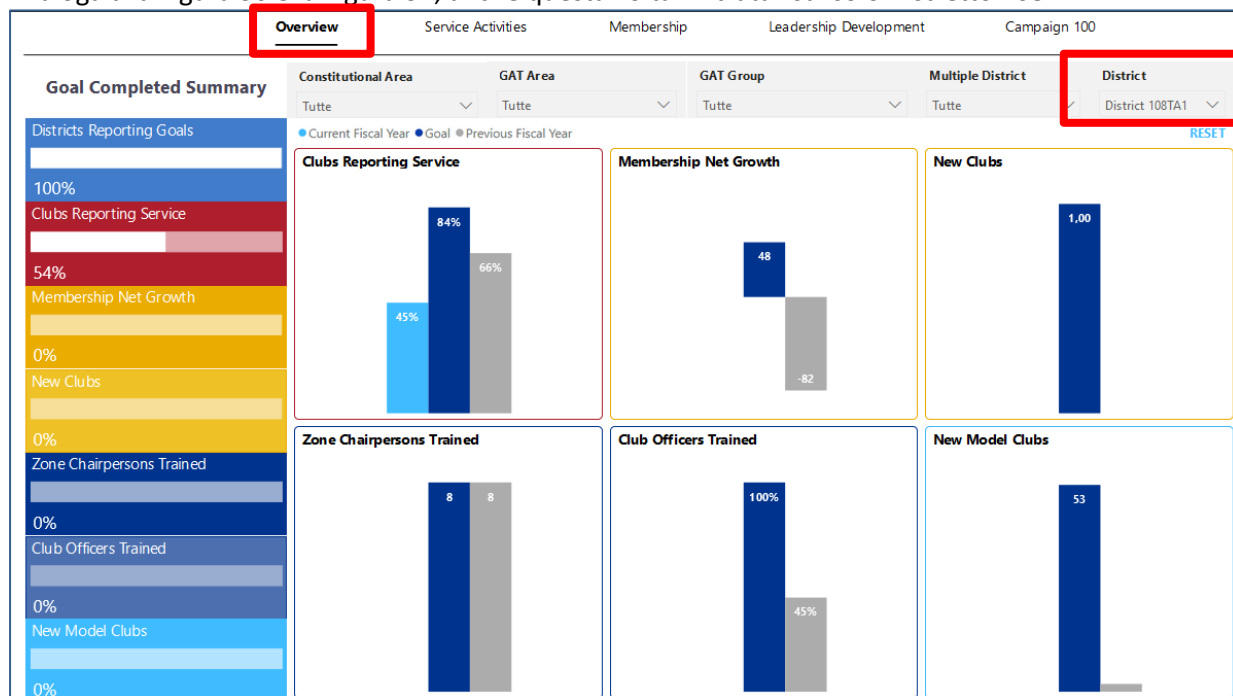 Overview Service Activities Membership Leadership Development Campaign 100
Goal Completed Summary
Constitutional Area GAT Area GAT Group Multiple District District
Tutte Tutte Tutte Tutte District 108TA1
Current Fiscal Year Goal Previous Fiscal Year RESET
Districts Reporting Goals
100%
Clubs Reporting Service
54%
Membership Net Growth
0%
New Clubs
0%
Zone Chairpersons Trained
0%
Club Officers Trained
0%
New Model Clubs
0%
Clubs Reporting Service
45%
84%
66%
Membership Net Growth
48
-82
New Clubs
1,00
Zone Chairpersons Trained
8 8
Club Officers Trained
100%
45%
New Model Clubs
53